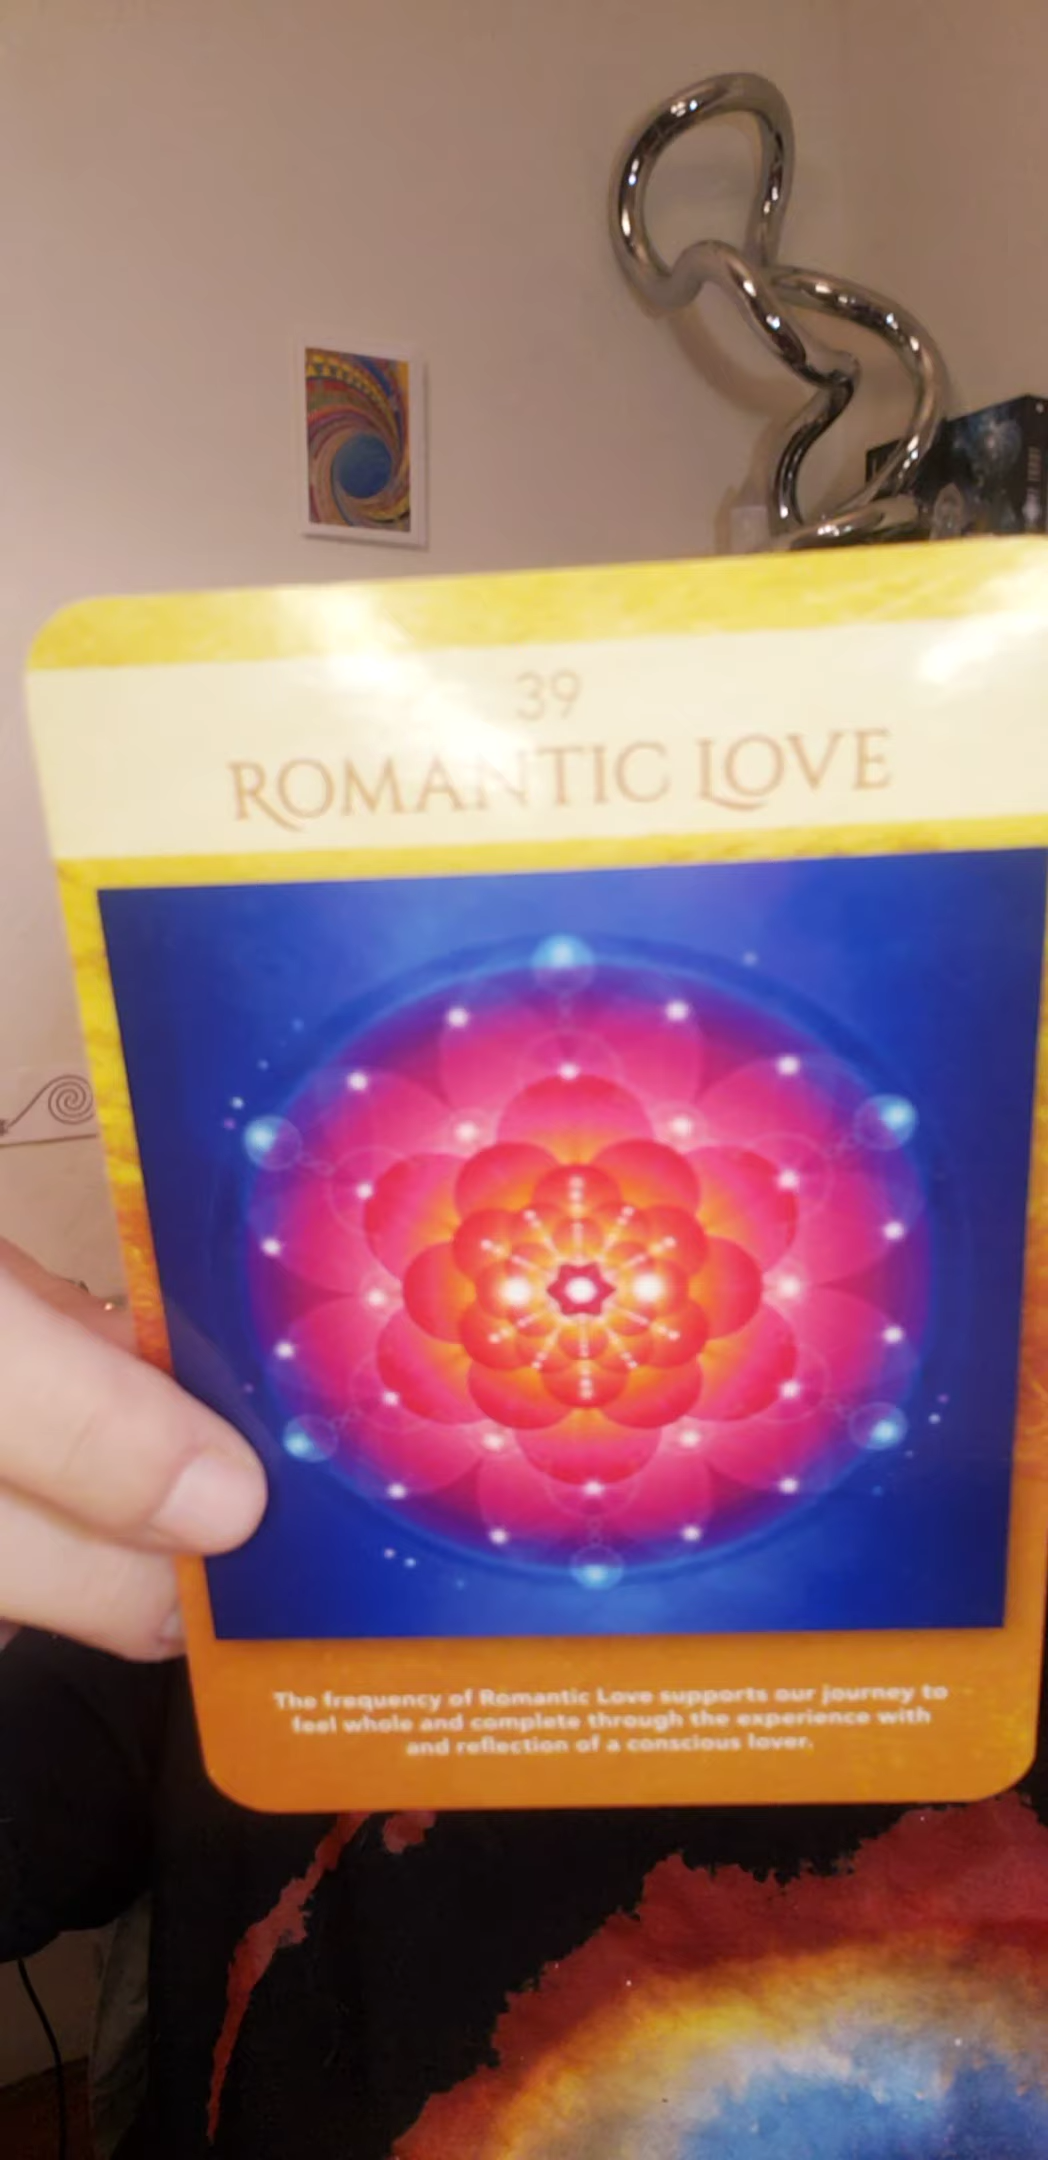 39
ROMANTIC LOVE
The frequency of Romantic Love supports our journey to
feel whole and complete through the experience with
and reflection of a conscious lover.